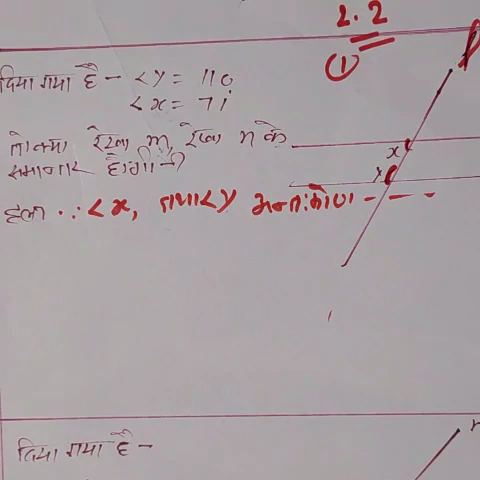 2.2
(1)
l
दिया गया है - <y = 110
<x = 71
तो क्या रेखा m, रेखा n के
समान्तर होगी -
x
y
हल ∴ <x, तथा <y अन्तःकोण - - - -
दिया गया है -